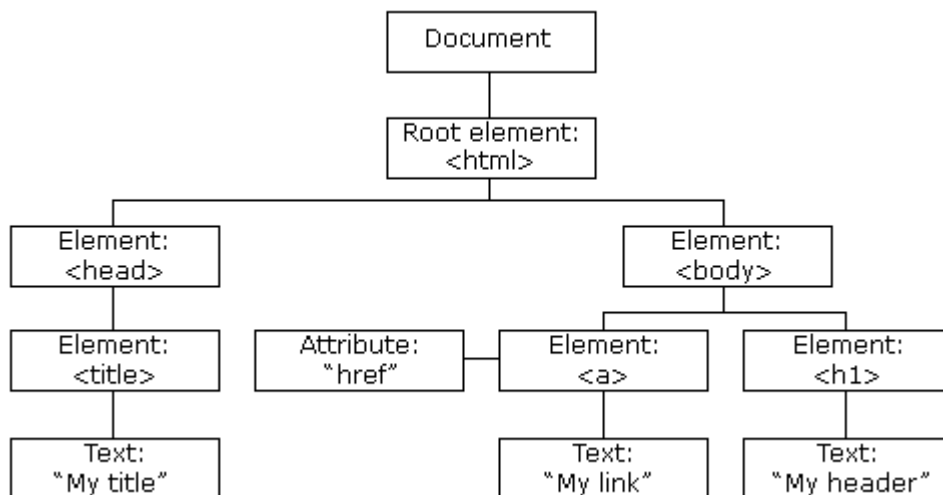 Document
Root element:
<html>
Element:
<head>
Element:
<body>
Element:
<title>
Attribute:
“href”
Element:
<a>
Element:
<h1>
Text:
“My title”
Text:
“My link”
Text:
“My header”